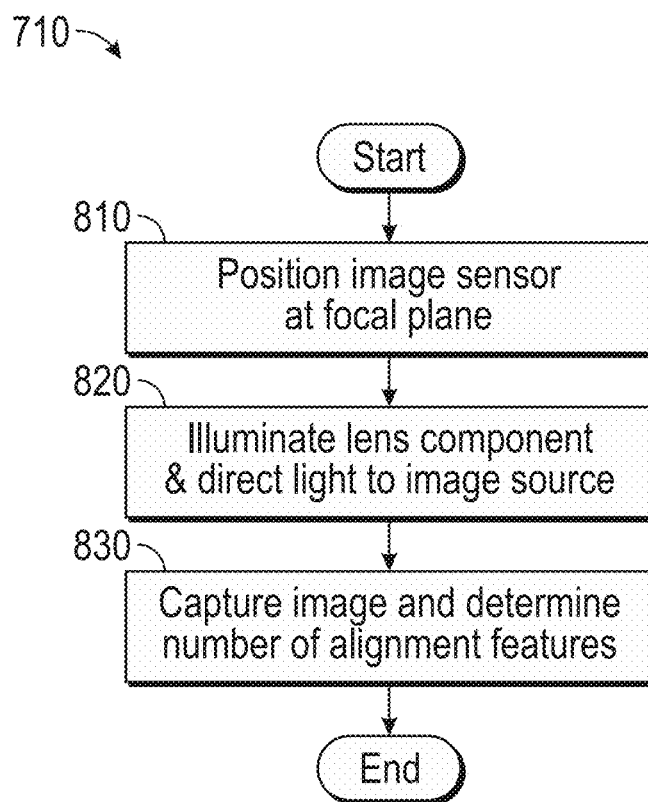 710
Start
810
Position image sensor
at focal plane
820
Illuminate lens component
& direct light to image source
830
Capture image and determine
number of alignment features
End